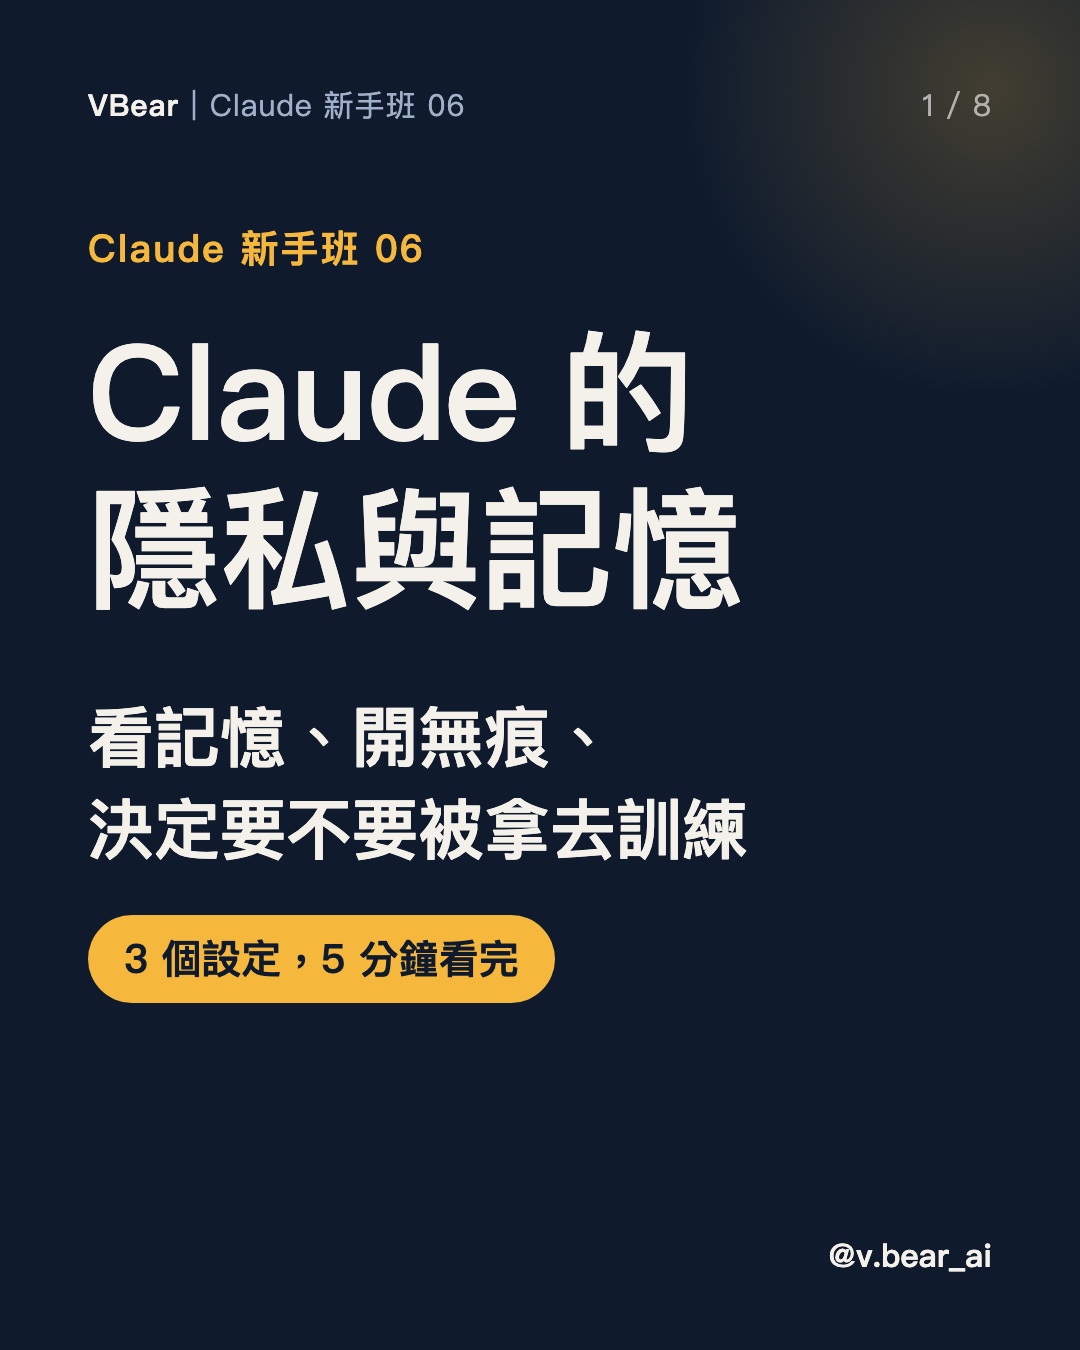 VBear | Claude 新手班 06
1 / 8
Claude 新手班 06
Claude 的
隱私與記憶
看記憶、開無痕、
決定要不要被拿去訓練
3 個設定，5 分鐘看完
@v.bear_ai